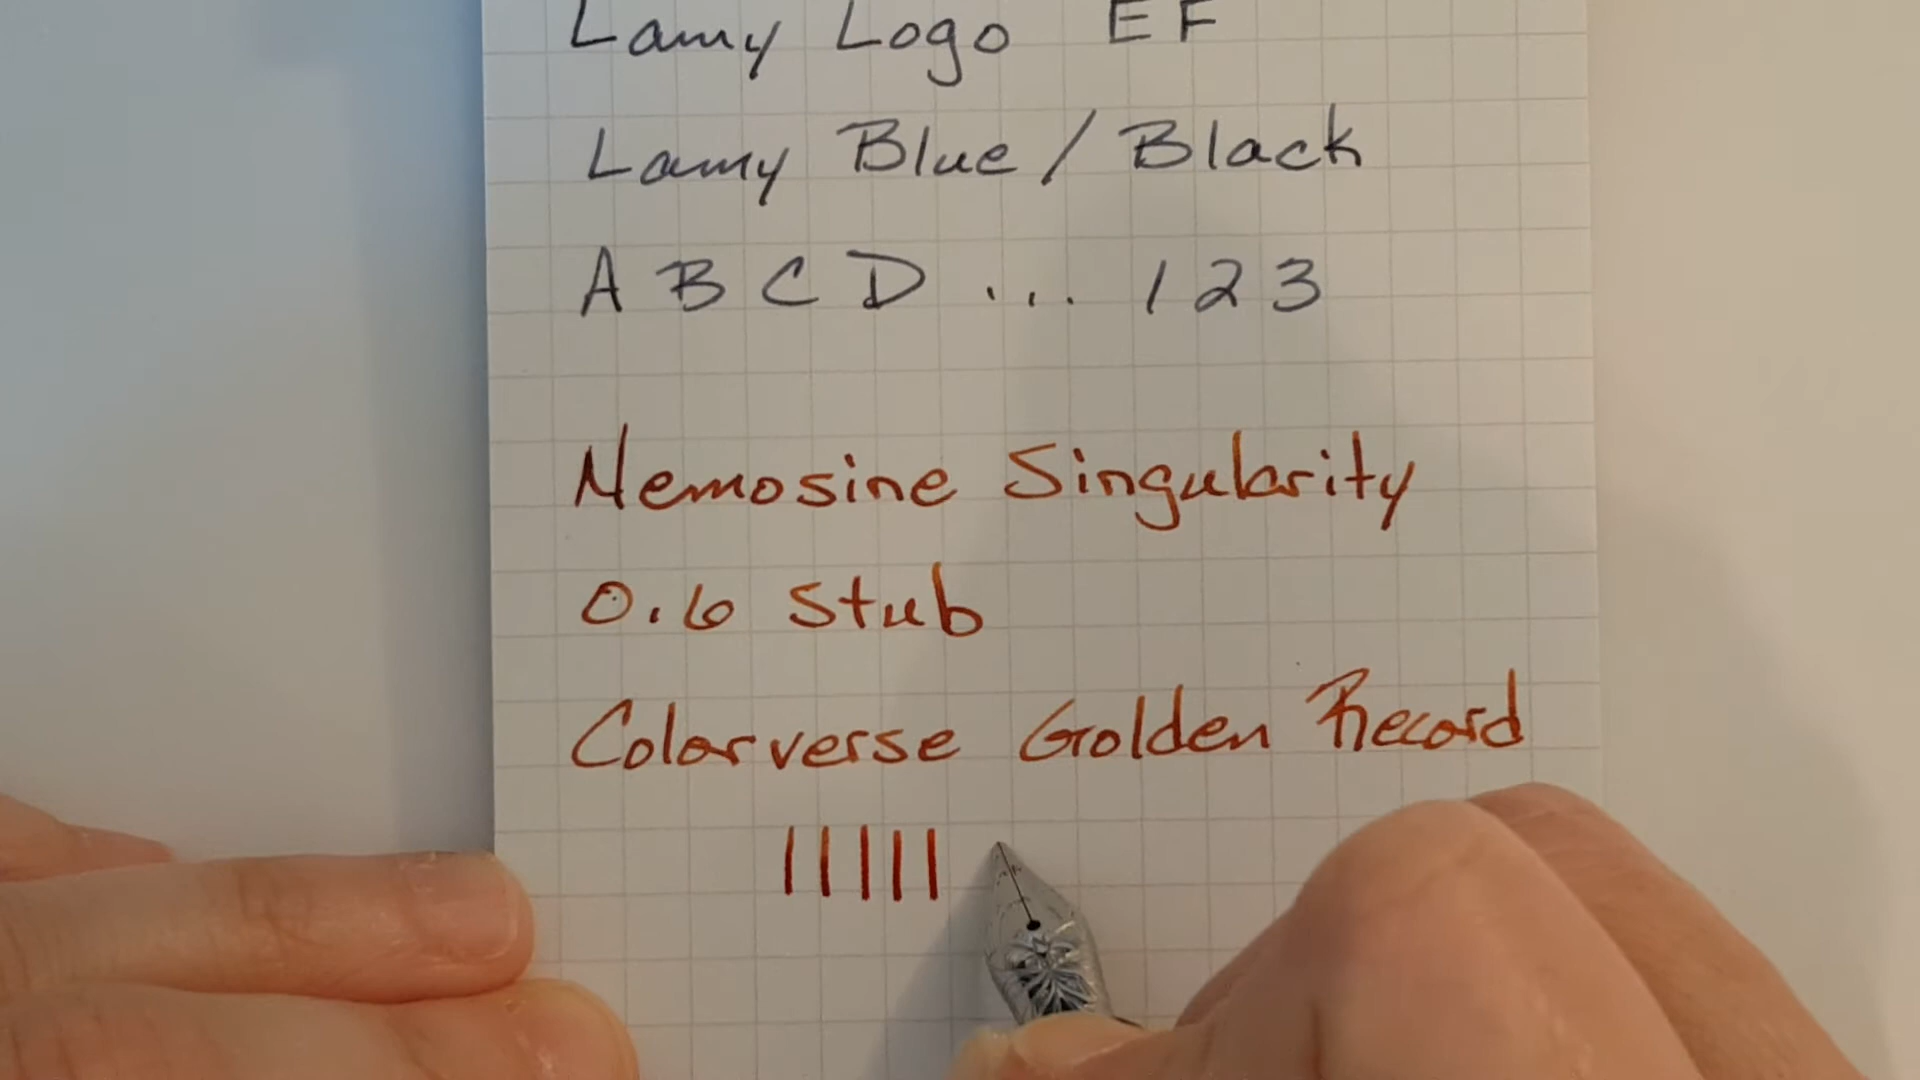 Lamy Logo EF
Lamy Blue / Black
A B C D ... 1 2 3
Nemosine Singularity
0.6 Stub
Colorverse Golden Record